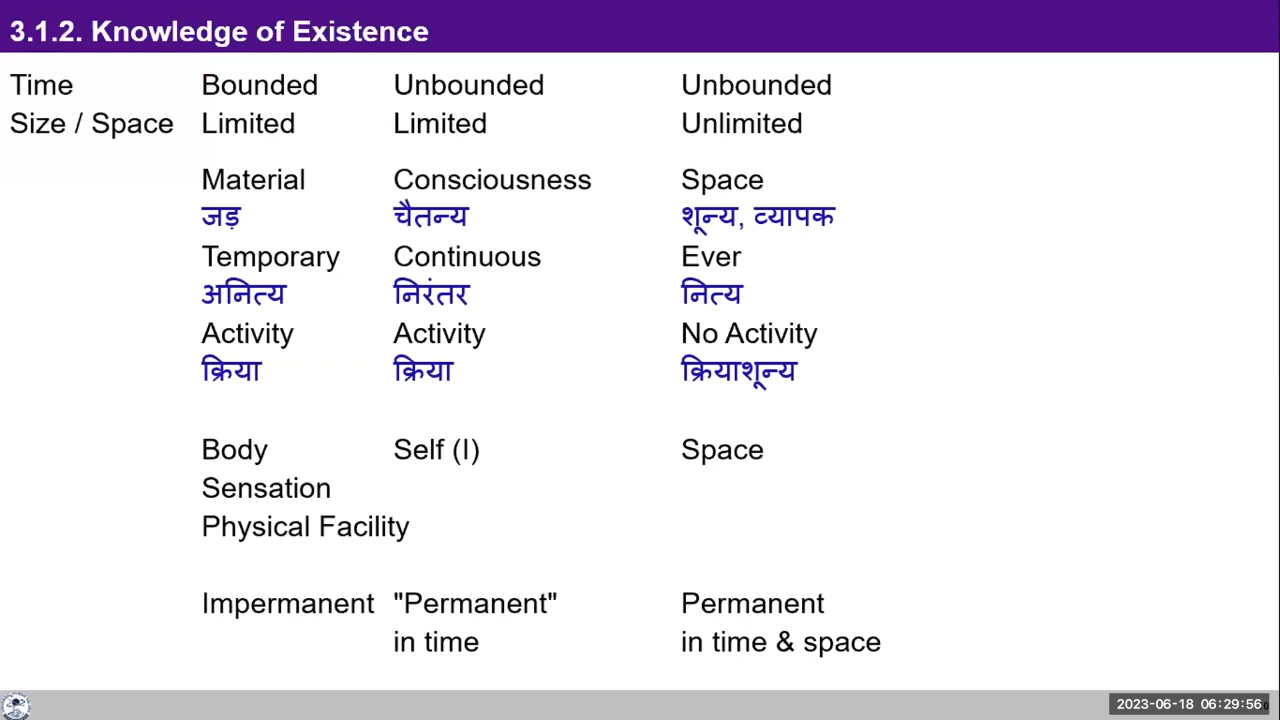 3.1.2. Knowledge of Existence
Time Bounded Unbounded Unbounded
Size / Space Limited Limited Unlimited
Material Consciousness Space
जड़ चैतन्य शून्य, व्यापक
Temporary Continuous Ever
अनित्य निरंतर नित्य
Activity Activity No Activity
क्रिया क्रिया क्रियाशून्य
Body Self (I) Space
Sensation
Physical Facility
Impermanent "Permanent" Permanent
in time in time & space
2023-06-18 06:29:56